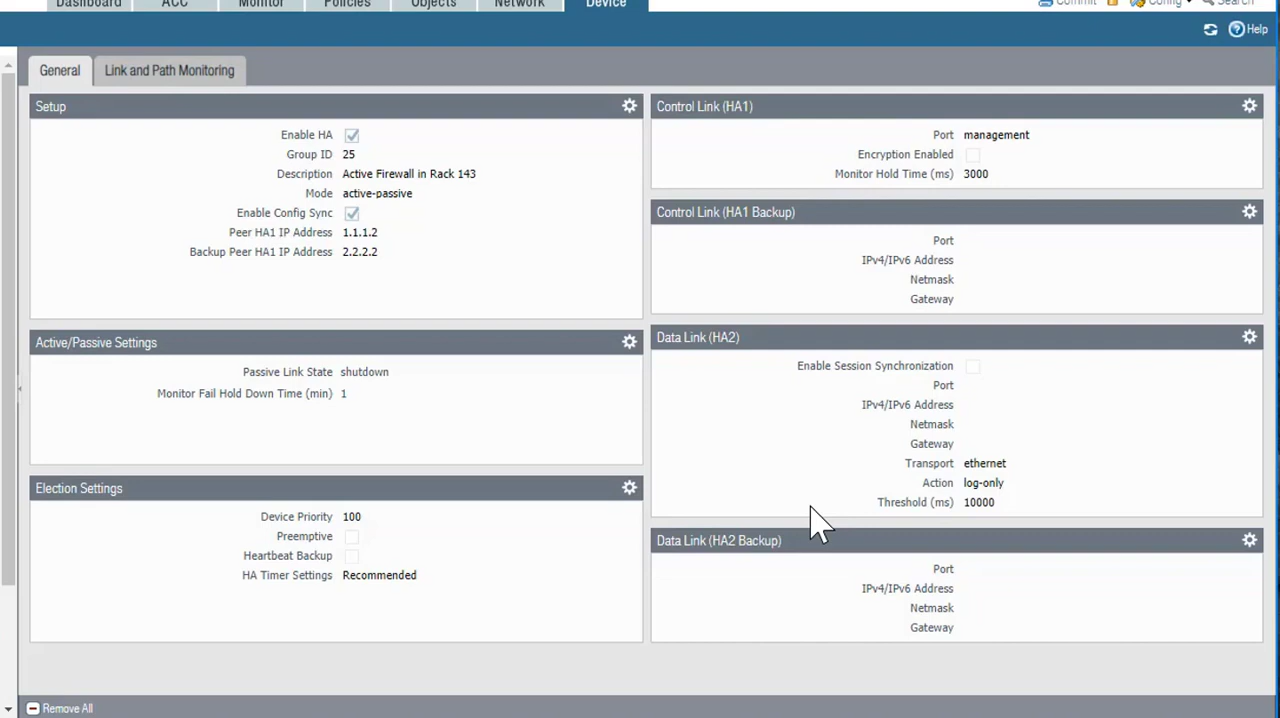 Dashboard ACC Monitor Policies Objects Network Device Commit Config Search
Help
General Link and Path Monitoring
Setup
Enable HA
Group ID 25
Description Active Firewall in Rack 143
Mode active-passive
Enable Config Sync
Peer HA1 IP Address 1.1.1.2
Backup Peer HA1 IP Address 2.2.2.2
Active/Passive Settings
Passive Link State shutdown
Monitor Fail Hold Down Time (min) 1
Election Settings
Device Priority 100
Preemptive
Heartbeat Backup
HA Timer Settings Recommended
Control Link (HA1)
Port management
Encryption Enabled
Monitor Hold Time (ms) 3000
Control Link (HA1 Backup)
Port
IPv4/IPv6 Address
Netmask
Gateway
Data Link (HA2)
Enable Session Synchronization
Port
IPv4/IPv6 Address
Netmask
Gateway
Transport ethernet
Action log-only
Threshold (ms) 10000
Data Link (HA2 Backup)
Port
IPv4/IPv6 Address
Netmask
Gateway
Remove All